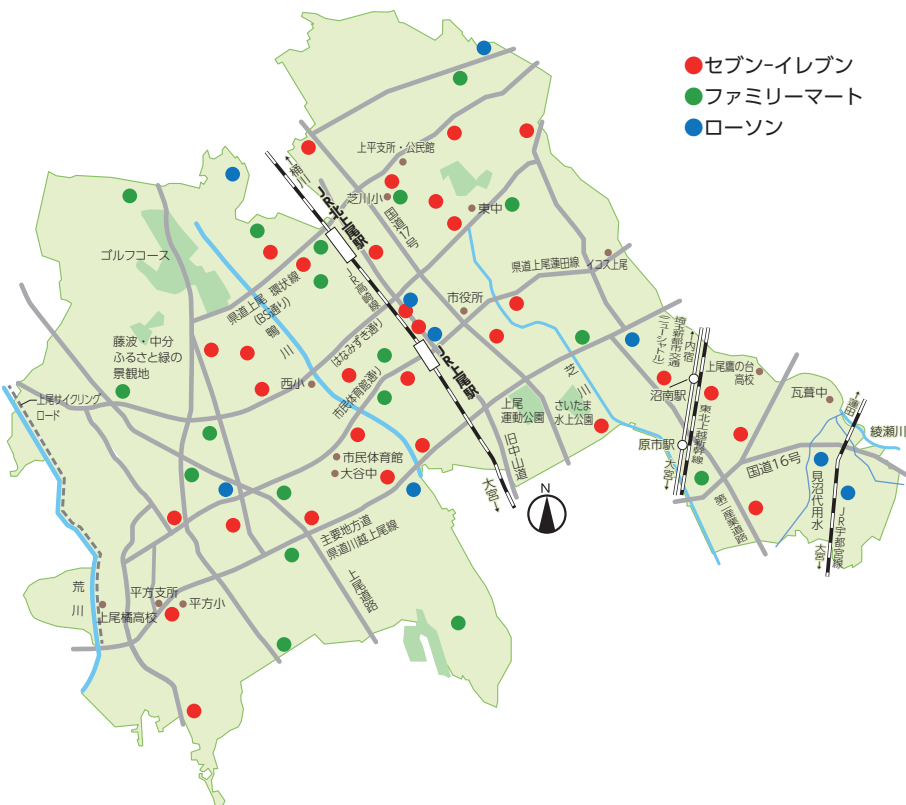 セブン-イレブン
ファミリーマート
ローソン
上平支所・公民館
←桶川
JR北上尾駅
芝川小
国道17号
東中
ゴルフコース
県道上尾環状線
(BS通り)
JR高崎線
県道上尾蓮田線
イコス上尾
市役所
鴨川
はなみずき通り
藤波・中分
ふるさと緑の
景観地
西小
市民体育館通り
JR上尾駅
埼玉新都市交通
(ニューシャトル)
←内宿
上尾鷹の台
高校
沼南駅
瓦葺中
蓮田→
芝川
上尾サイクリング
ロード
上尾
運動公園
さいたま
水上公園
東北上越新幹線
綾瀬川
原市駅
大宮→
国道16号
市民体育館
大谷中
旧中山道
大宮→
N
第二産業道路
見沼代用水
JR宇都宮線
大宮→
主要地方道
県道川越上尾線
上尾道路
荒川
平方支所
平方小
上尾橘高校